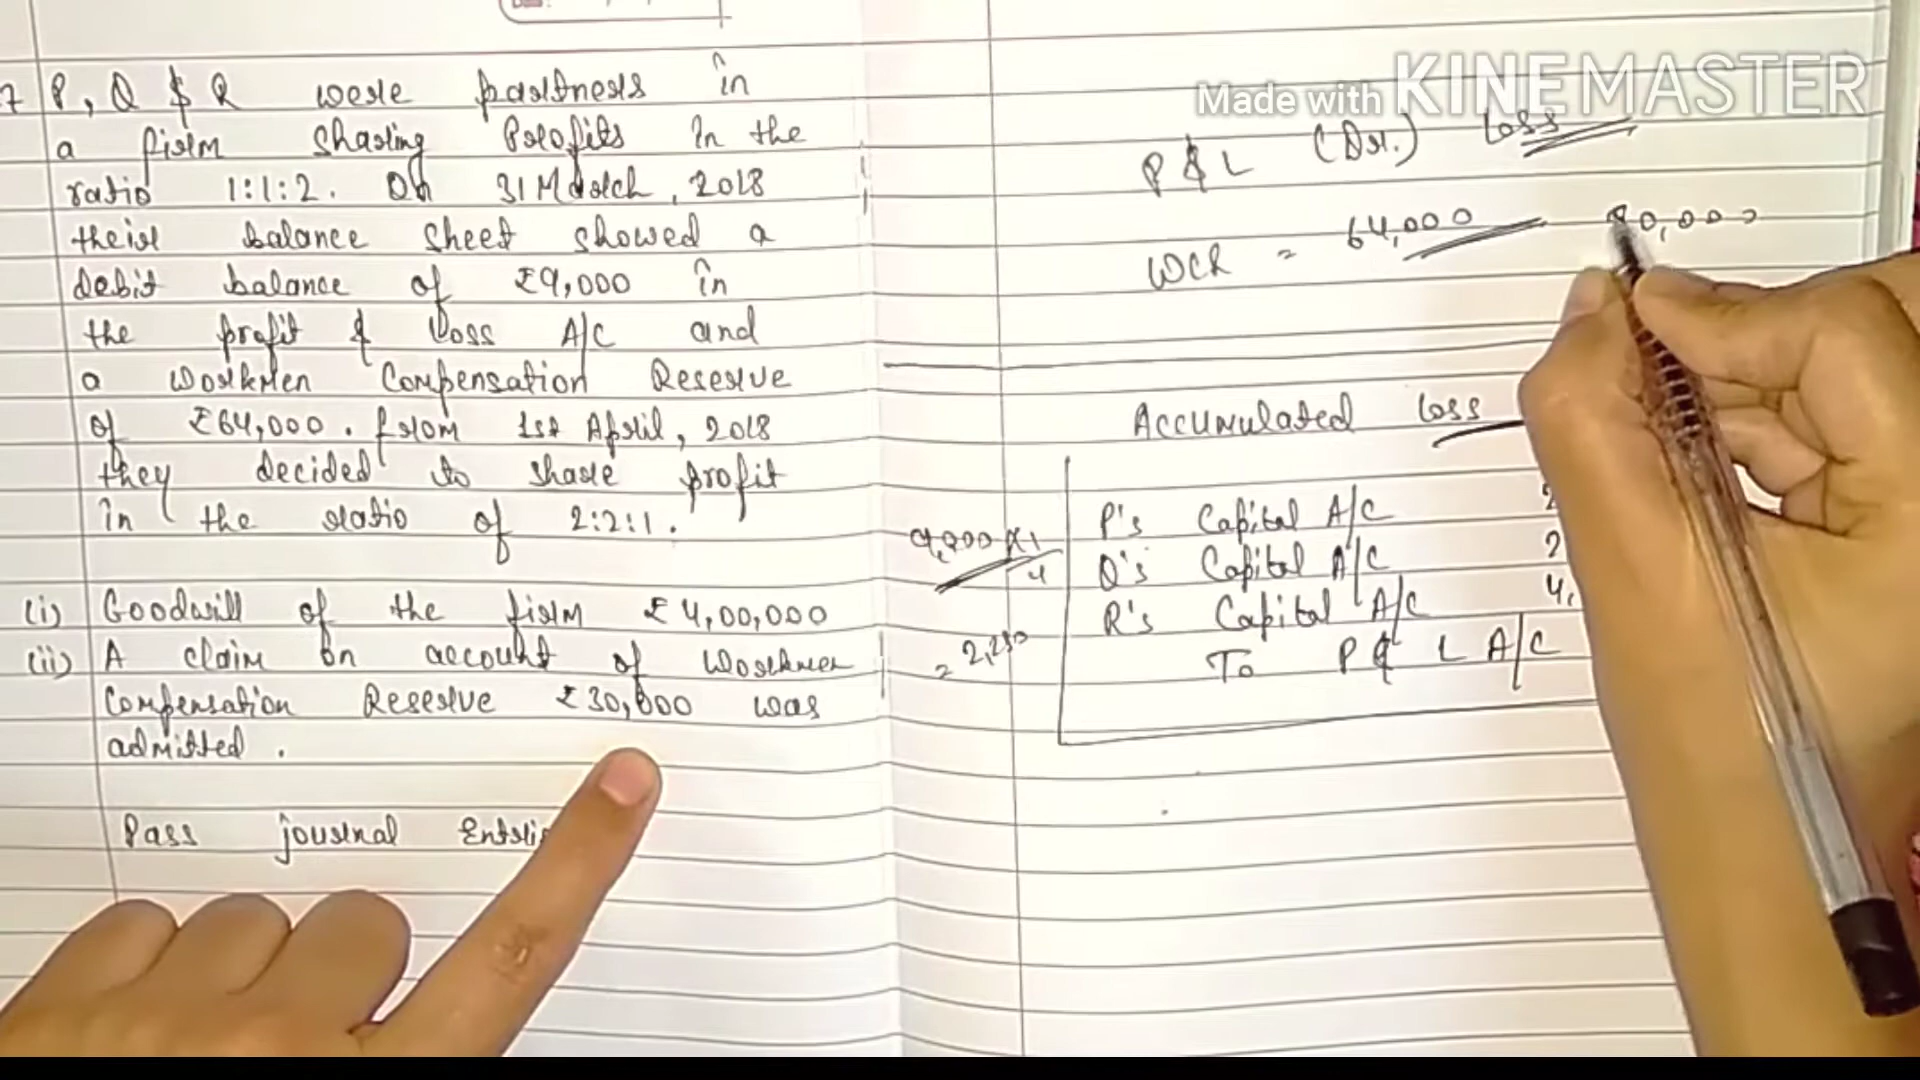 7 P, Q & R were partners in
a firm sharing Profits in the
ratio 1:1:2. On 31 March, 2018
their balance sheet showed a
debit balance of ₹9,000 in
the profit & Loss A/C and
a Workmen Compensation Reserve
of ₹64,000. from 1st April, 2018
they decided to share profit
in the ratio of 2:2:1.
(i) Goodwill of the firm ₹4,00,000
(ii) A claim on account of Workmen
Compensation Reserve ₹30,000 was
admitted.
Pass journal
Made with KINEMASTER
P & L (Dr.) Loss
WCR = 64,000
Accumulated Loss
P's Capital A/C
Q's Capital A/C
R's Capital A/C
To P & L A/C
9,000 × 1
4
= 2,250